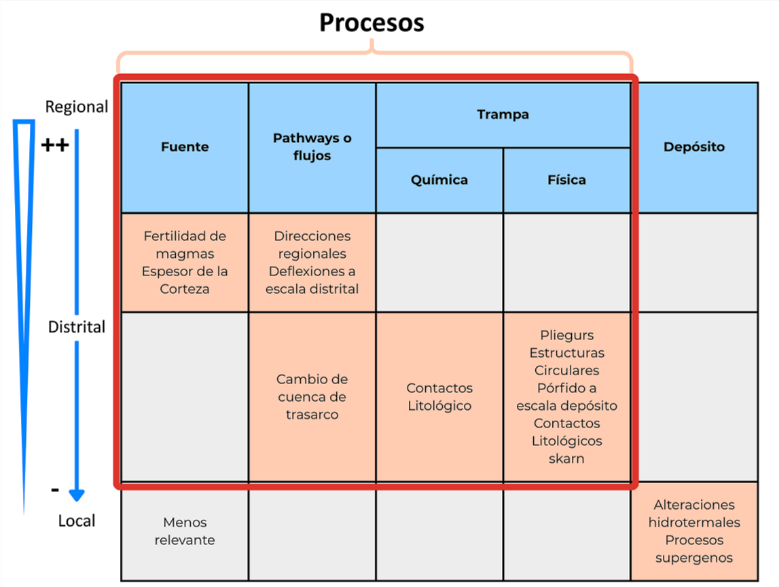 Procesos
Regional
++
Distrital
-
Local
Fuente
Pathways o
flujos
Trampa
Química
Física
Depósito
Fertilidad de
magmas
Espesor de la
Corteza
Direcciones
regionales
Deflexiones a
escala distrital
Cambio de
cuenca de
trasarco
Contactos
Litológico
Pliegurs
Estructuras
Circulares
Pórfido a
escala depósito
Contactos
Litológicos
skarn
Menos
relevante
Alteraciones
hidrotermales
Procesos
supergenos